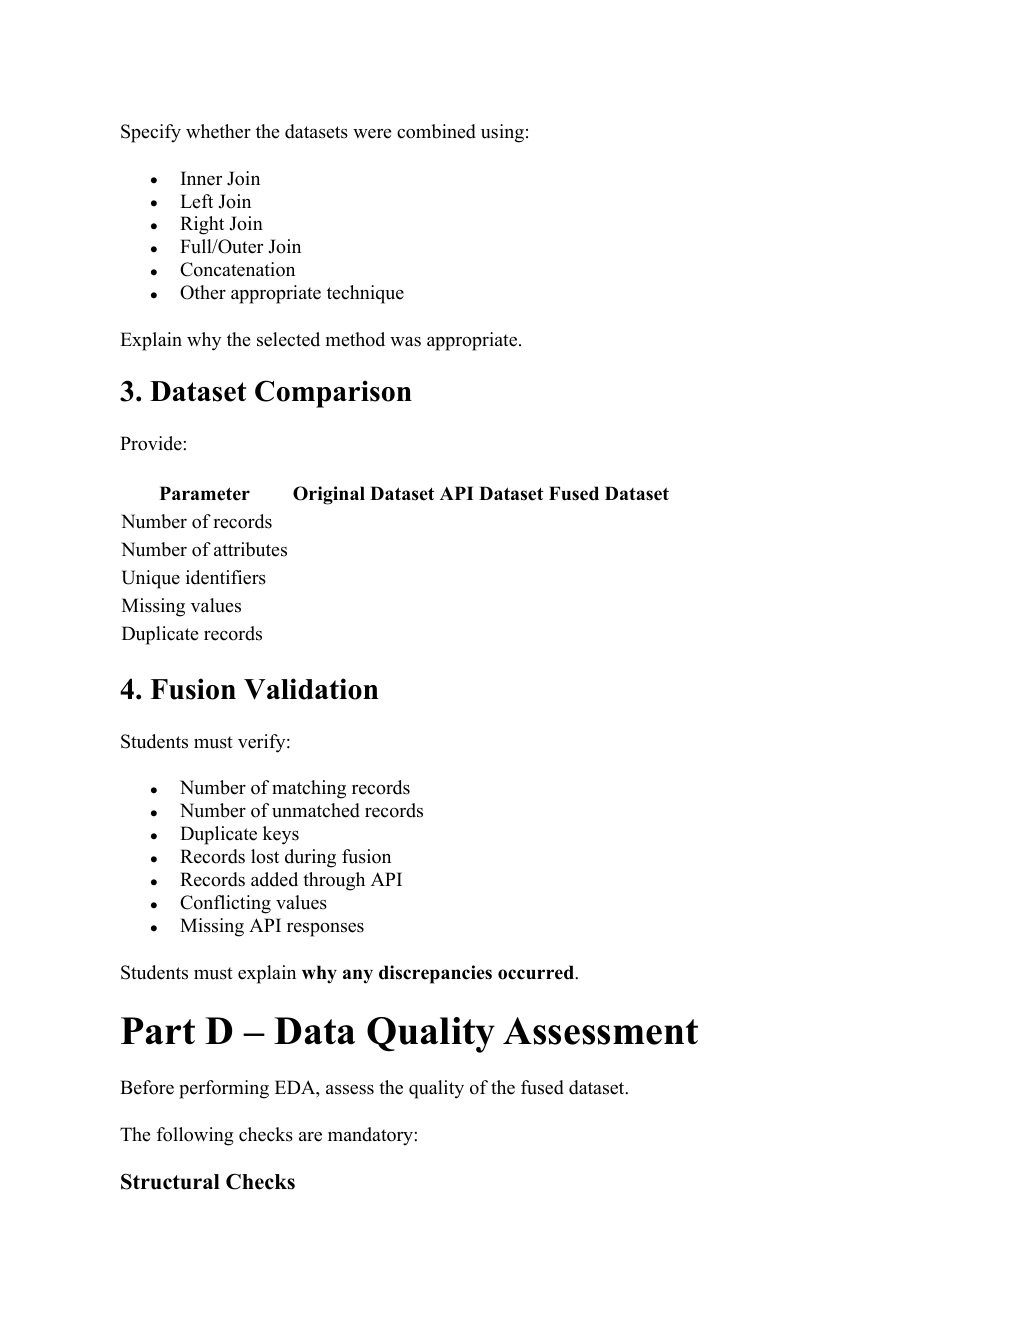 Specify whether the datasets were combined using:
• Inner Join
• Left Join
• Right Join
• Full/Outer Join
• Concatenation
• Other appropriate technique
Explain why the selected method was appropriate.
3. Dataset Comparison
Provide:
Parameter Original Dataset API Dataset Fused Dataset
Number of records
Number of attributes
Unique identifiers
Missing values
Duplicate records
4. Fusion Validation
Students must verify:
• Number of matching records
• Number of unmatched records
• Duplicate keys
• Records lost during fusion
• Records added through API
• Conflicting values
• Missing API responses
Students must explain why any discrepancies occurred.
Part D – Data Quality Assessment
Before performing EDA, assess the quality of the fused dataset.
The following checks are mandatory:
Structural Checks